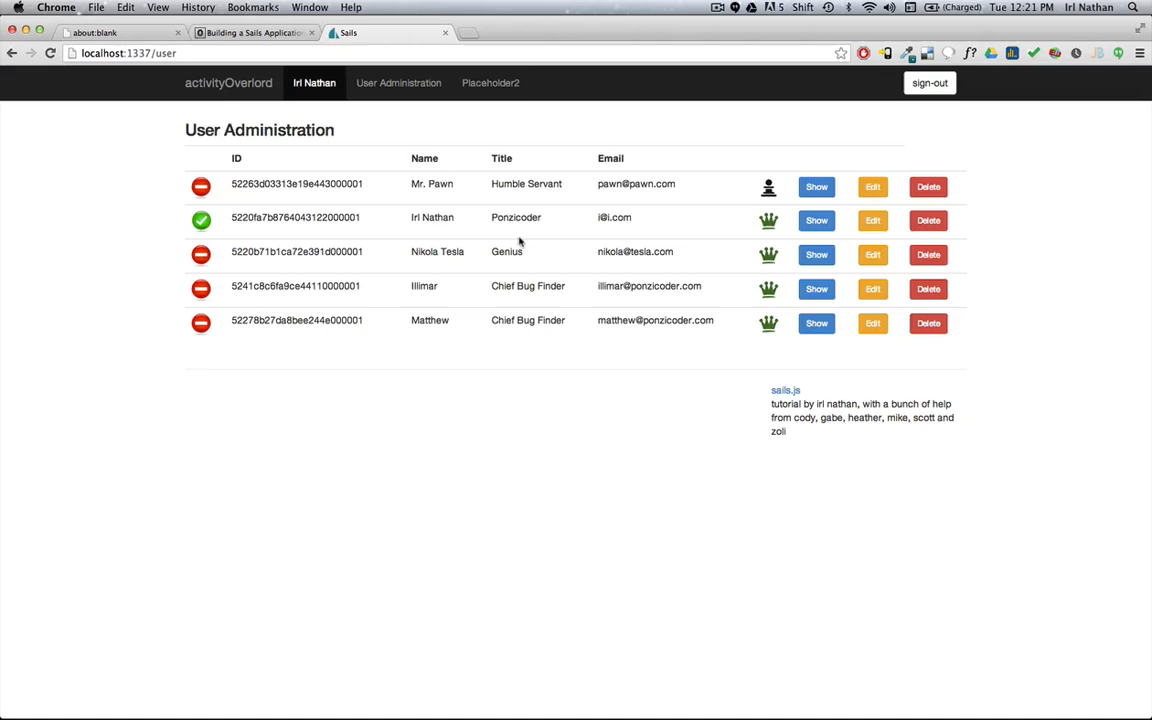 Chrome File Edit View History Bookmarks Window Help 5 Shift (Charged) Tue 12:21 PM Irl Nathan
about:blank Building a Sails Application Sails
localhost:1337/user
activityOverlord Irl Nathan User Administration Placeholder2 sign-out
User Administration
ID Name Title Email
52263d03313e19e443000001 Mr. Pawn Humble Servant pawn@pawn.com Show Edit Delete
5220fa7b8764043122000001 Irl Nathan Ponzicoder i@i.com Show Edit Delete
5220b71b1ca72e391d000001 Nikola Tesla Genius nikola@tesla.com Show Edit Delete
5241c8c6fa9ce44110000001 Illimar Chief Bug Finder illimar@ponzicoder.com Show Edit Delete
52278b27da8bee244e000001 Matthew Chief Bug Finder matthew@ponzicoder.com Show Edit Delete
sails.js
tutorial by irl nathan, with a bunch of help
from cody, gabe, heather, mike, scott and
zoli